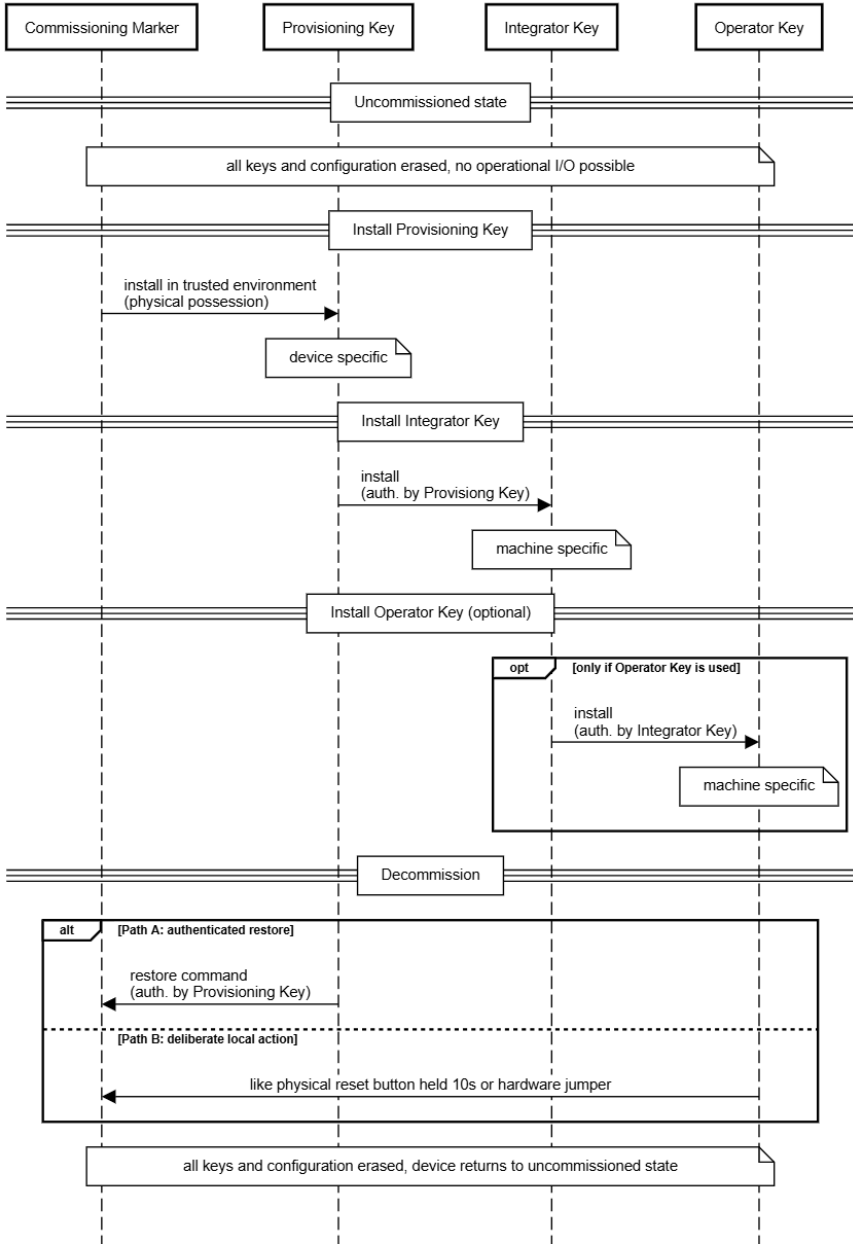 Commissioning Marker
Provisioning Key
Integrator Key
Operator Key
Uncommissioned state
all keys and configuration erased, no operational I/O possible
Install Provisioning Key
install in trusted environment
(physical possession)
device specific
Install Integrator Key
install
(auth. by Provisiong Key)
machine specific
Install Operator Key (optional)
opt
[only if Operator Key is used]
install
(auth. by Integrator Key)
machine specific
Decommission
alt
[Path A: authenticated restore]
restore command
(auth. by Provisioning Key)
[Path B: deliberate local action]
like physical reset button held 10s or hardware jumper
all keys and configuration erased, device returns to uncommissioned state